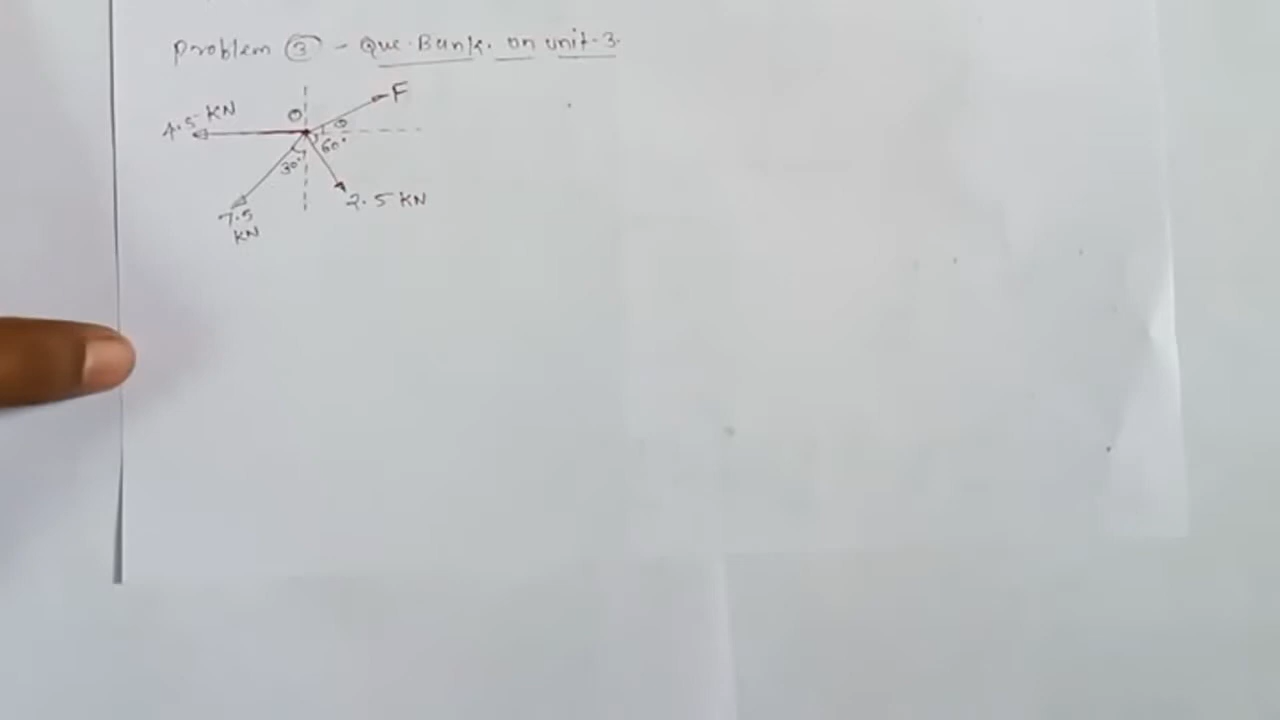 Problem ③ - Que. Bank. on unit-3.
F
4.5 KN
O
θ
60°
30°
2.5 KN
7.5
KN